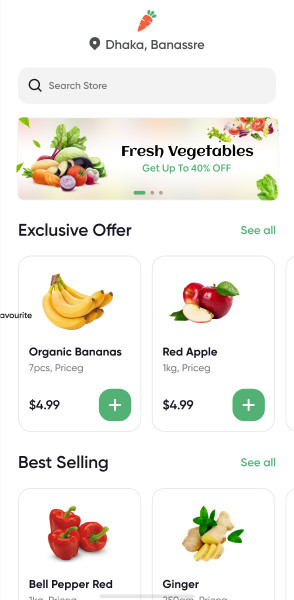 Dhaka, Banassre
Search Store
Fresh Vegetables
Get Up To 40% OFF
Exclusive Offer
See all
avourite
Organic Bananas
7pcs, Priceg
$4.99
Red Apple
1kg, Priceg
$4.99
Best Selling
See all
Bell Pepper Red
1kg, Priceg
Ginger
250gm, Priceg